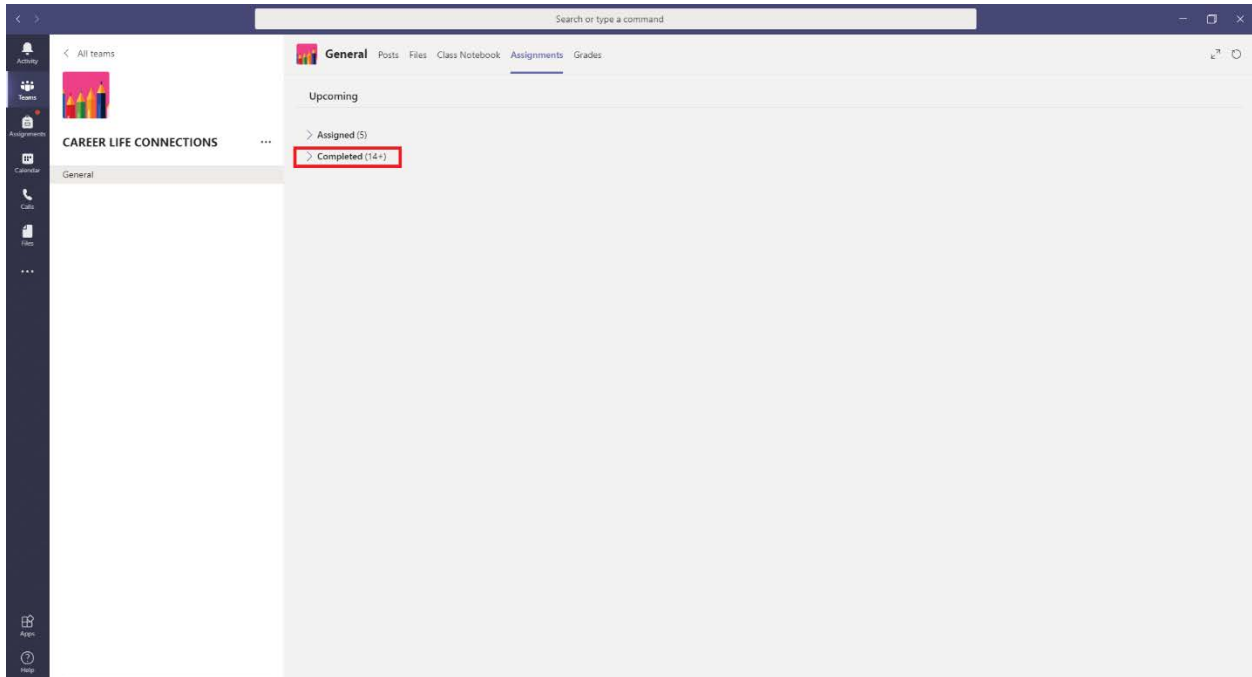 Search or type a command
Activity
Teams
Assignments
Calendar
Calls
Files
Apps
Help
All teams
CAREER LIFE CONNECTIONS
General
General Posts Files Class Notebook Assignments Grades
Upcoming
Assigned (5)
Completed (14+)